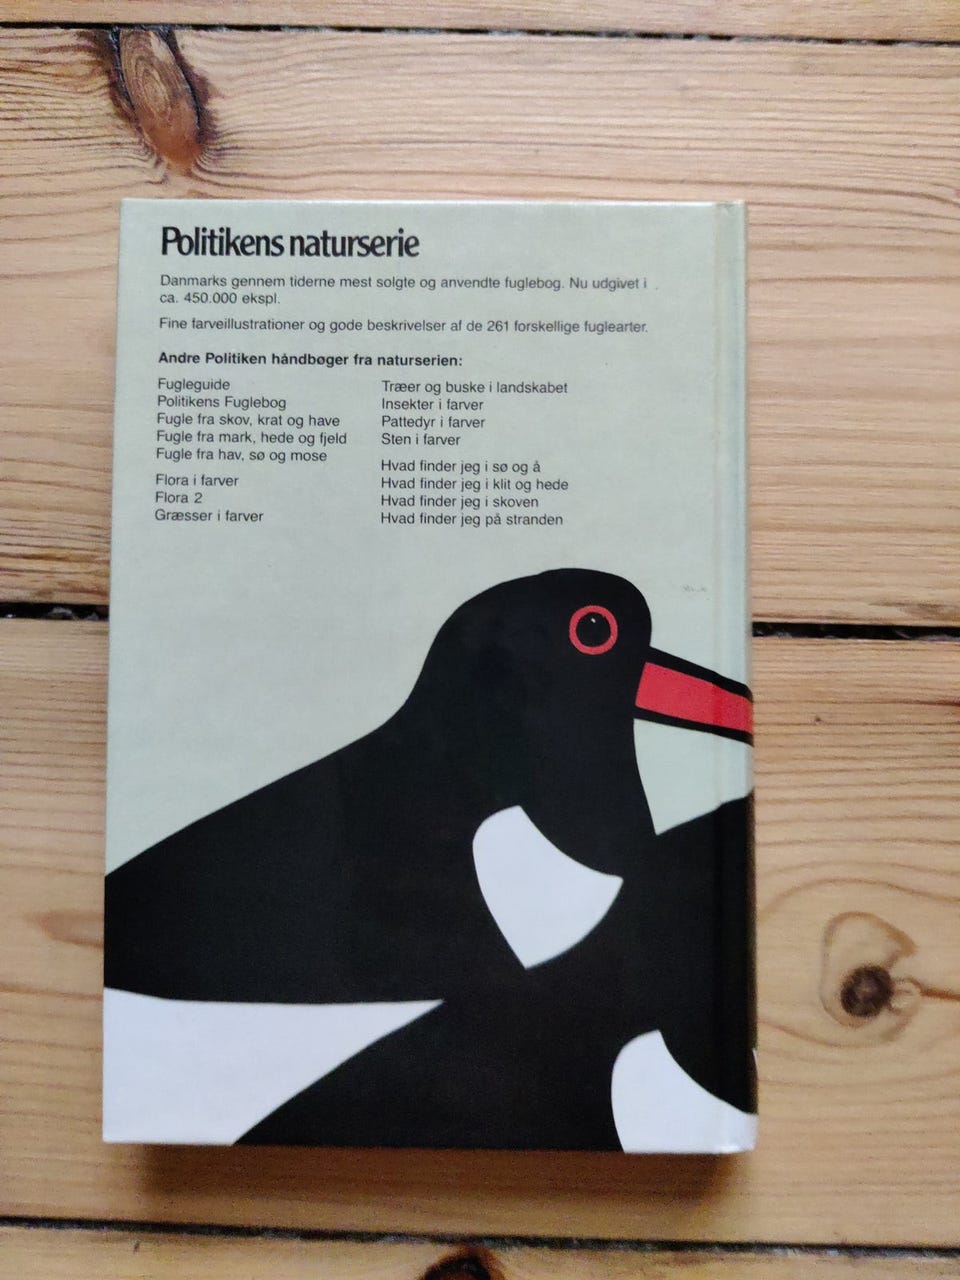 Politikens naturserie
Danmarks gennem tiderne mest solgte og anvendte fuglebog. Nu udgivet i
ca. 450.000 ekspl.
Fine farveillustrationer og gode beskrivelser af de 261 forskellige fuglearter.
Andre Politiken håndbøger fra naturserien:
Fugleguide
Politikens Fuglebog
Fugle fra skov, krat og have
Fugle fra mark, hede og fjeld
Fugle fra hav, sø og mose
Flora i farver
Flora 2
Græsser i farver
Træer og buske i landskabet
Insekter i farver
Pattedyr i farver
Sten i farver
Hvad finder jeg i sø og å
Hvad finder jeg i klit og hede
Hvad finder jeg i skoven
Hvad finder jeg på stranden